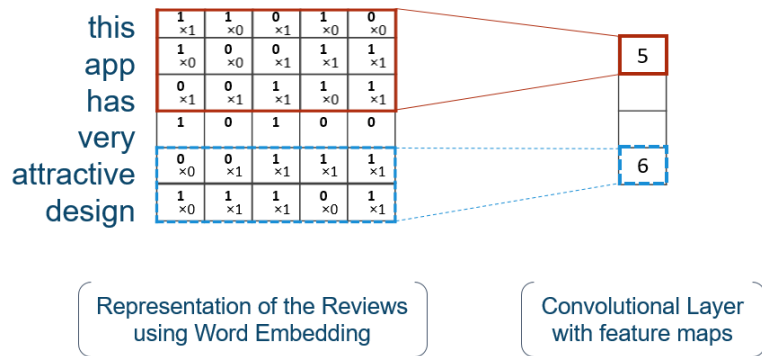 this 1 ×1 1 ×0 0 ×1 1 ×0 0 ×0
app 1 ×0 0 ×0 0 ×1 1 ×1 1 ×1 5
has 0 ×1 0 ×1 1 ×1 1 ×0 1 ×1
very 1 0 1 0 0
attractive 0 ×0 0 ×1 1 ×1 1 ×1 1 ×1 6
design 1 ×0 1 ×1 1 ×1 0 ×0 1 ×1
Representation of the Reviews
using Word Embedding
Convolutional Layer
with feature maps